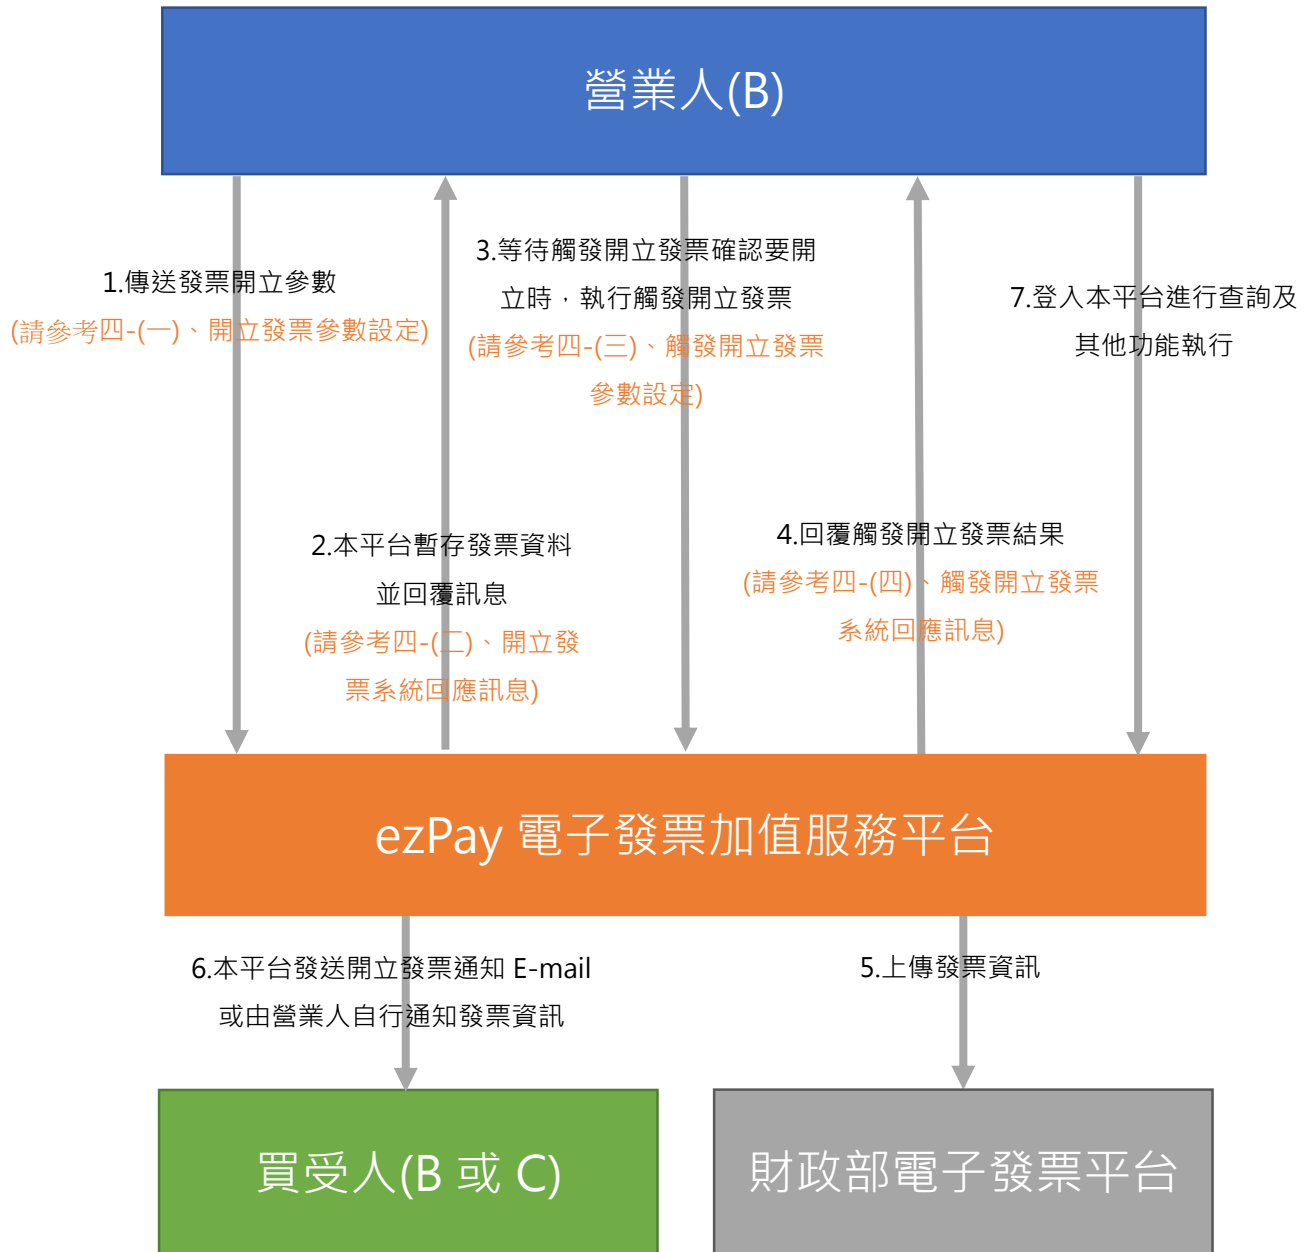 營業人(B)
1.傳送發票開立參數
(請參考四-(一)、開立發票參數設定)
2.本平台暫存發票資料
並回覆訊息
(請參考四-(二)、開立發
票系統回應訊息)
3.等待觸發開立發票確認要開
立時，執行觸發開立發票
(請參考四-(三)、觸發開立發票
參數設定)
4.回覆觸發開立發票結果
(請參考四-(四)、觸發開立發票
系統回應訊息)
7.登入本平台進行查詢及
其他功能執行
ezPay 電子發票加值服務平台
6.本平台發送開立發票通知 E-mail
或由營業人自行通知發票資訊
5.上傳發票資訊
買受人(B 或 C)
財政部電子發票平台